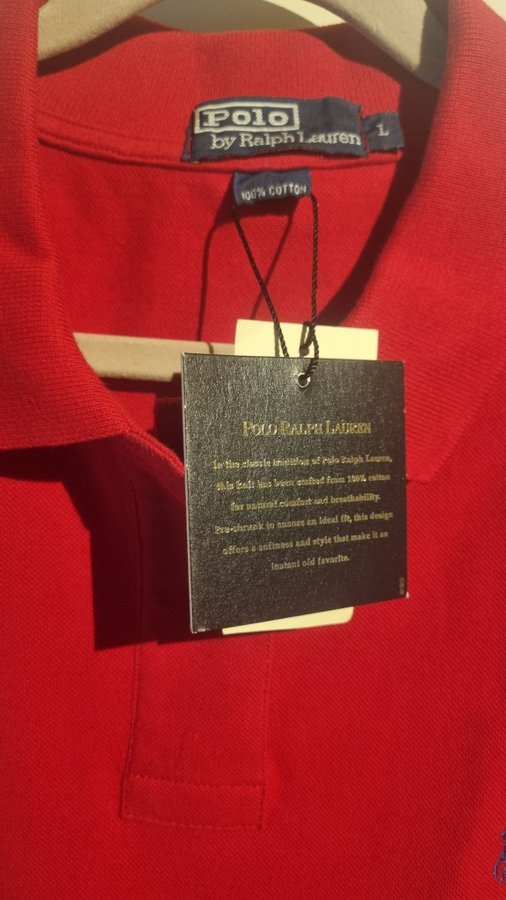 Polo
by Ralph Lauren
L
100% COTTON
POLO RALPH LAUREN
In the classic tradition of Polo Ralph Lauren,
this knit has been crafted from 100% cotton
for natural comfort and breathability.
Pre-shrunk to ensure an ideal fit, this design
offers a softness and style that make it an
instant old favorite.